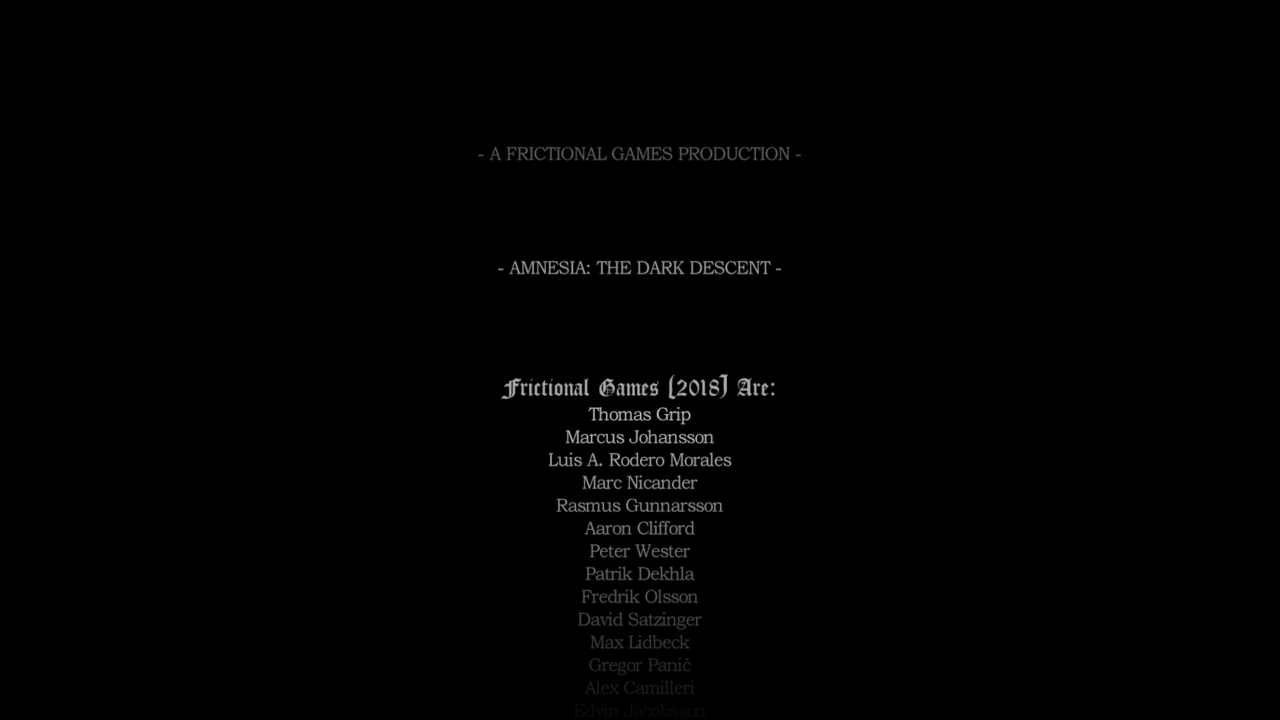 - A FRICTIONAL GAMES PRODUCTION -
- AMNESIA: THE DARK DESCENT -
Frictional Games [2018] Are:
Thomas Grip
Marcus Johansson
Luis A. Rodero Morales
Marc Nicander
Rasmus Gunnarsson
Aaron Clifford
Peter Wester
Patrik Dekhla
Fredrik Olsson
David Satzinger
Max Lidbeck
Gregor Panič
Alex Camilleri
Edvin Jacobsson